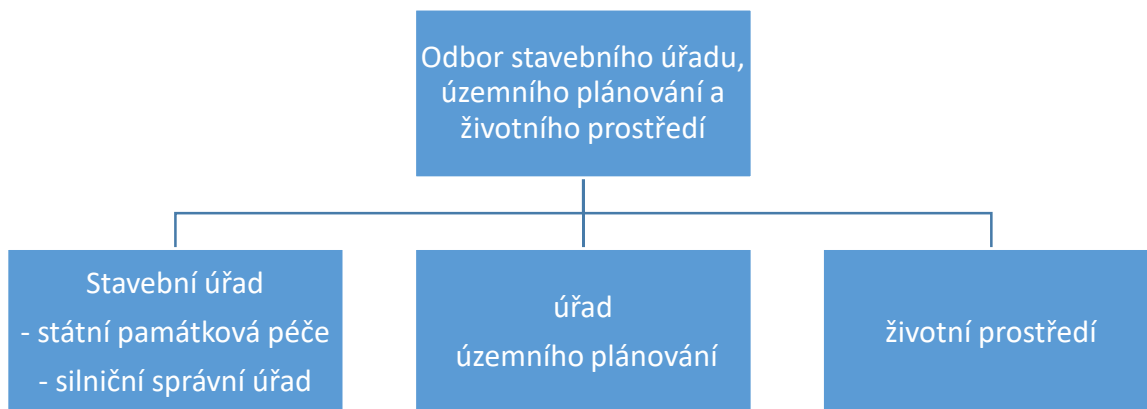 Odbor stavebního úřadu,
územního plánování a
životního prostředí
Stavební úřad
- státní památková péče
- silniční správní úřad
úřad
územního plánování
životní prostředí